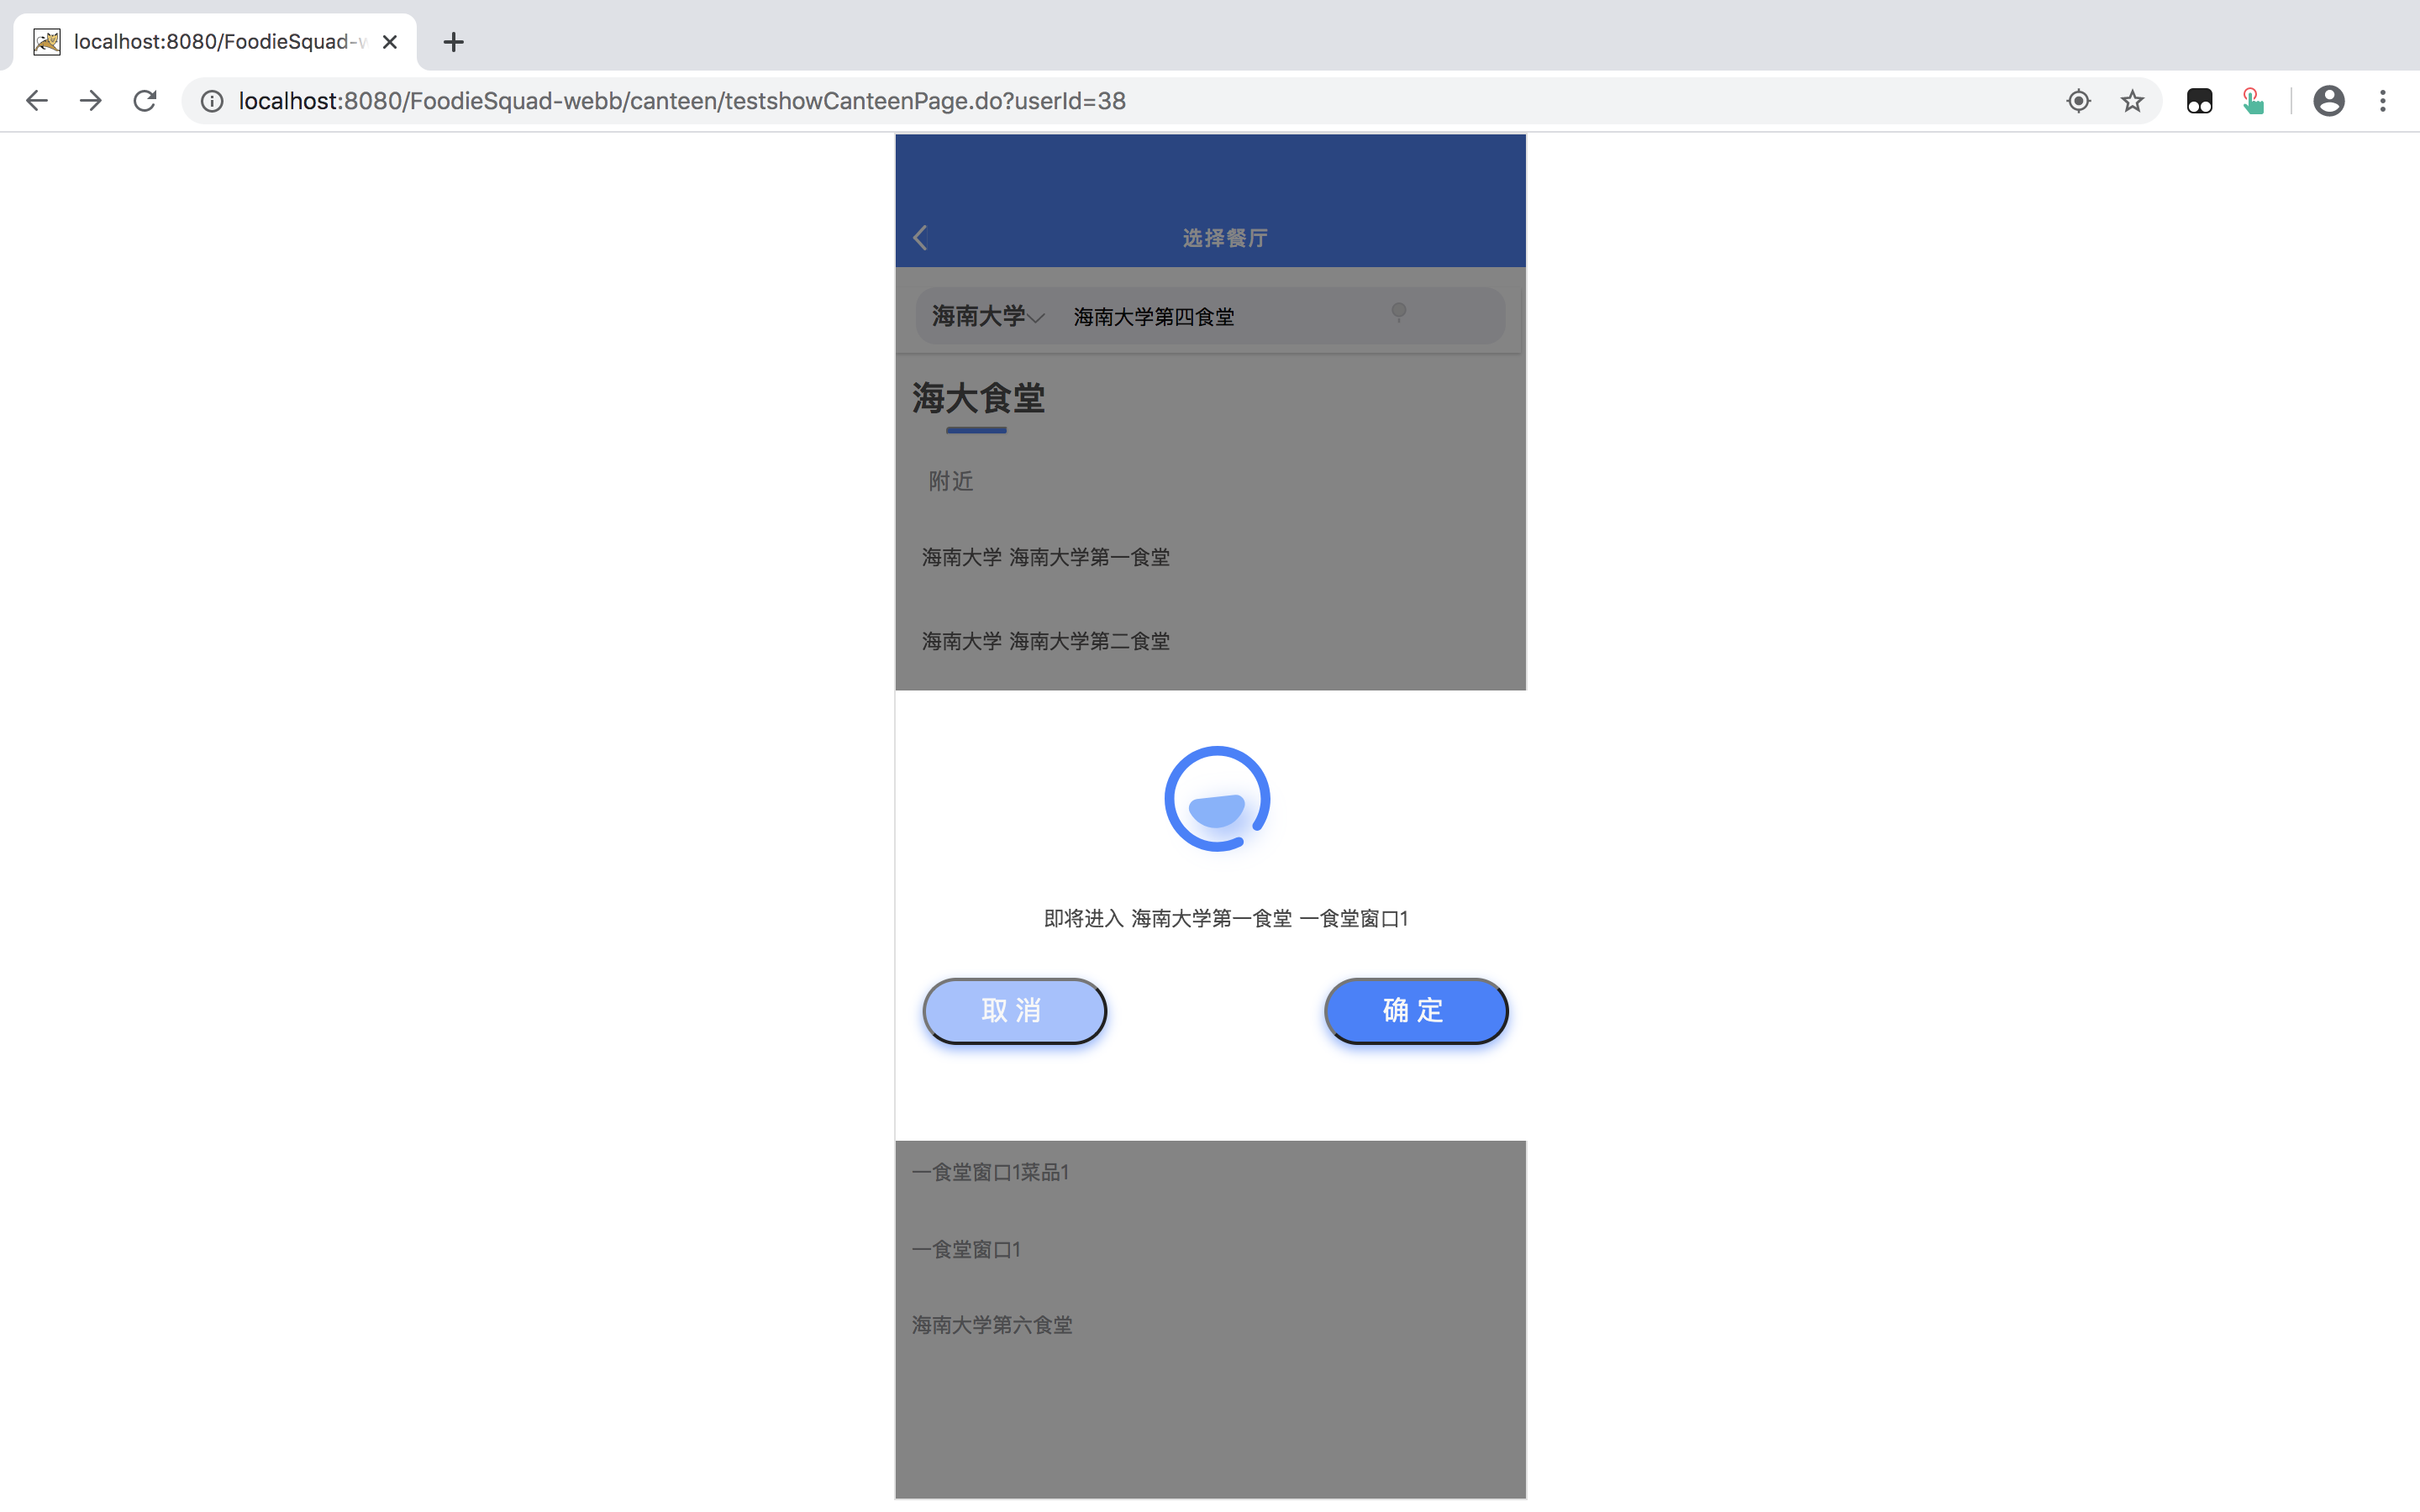 localhost:8080/FoodieSquad-w
localhost:8080/FoodieSquad-webb/canteen/testshowCanteenPage.do?userId=38
选择餐厅
海南大学 海南大学第四食堂
海大食堂
附近
海南大学 海南大学第一食堂
海南大学 海南大学第二食堂
即将进入 海南大学第一食堂 一食堂窗口1
取 消 确 定
一食堂窗口1菜品1
一食堂窗口1
海南大学第六食堂